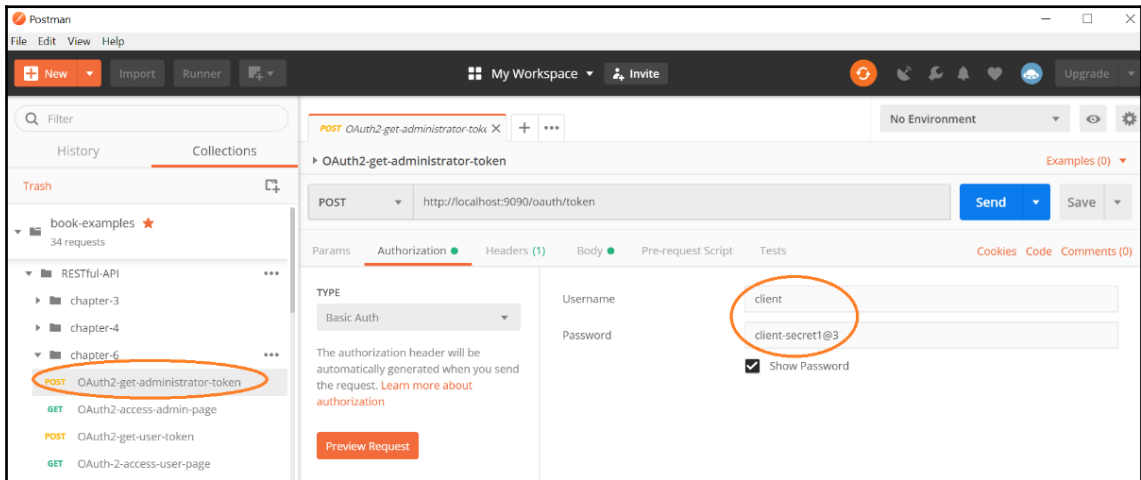 Postman
File Edit View Help
New Import Runner My Workspace Invite Upgrade
Filter
History Collections
Trash
book-examples
34 requests
RESTful-API
chapter-3
chapter-4
chapter-6
POST OAuth2-get-administrator-token
GET OAuth2-access-admin-page
POST OAuth2-get-user-token
GET OAuth-2-access-user-page
POST OAuth2-get-administrator-toke
No Environment
OAuth2-get-administrator-token
Examples (0)
POST http://localhost:9090/oauth/token Send Save
Params Authorization Headers (1) Body Pre-request Script Tests Cookies Code Comments (0)
TYPE
Basic Auth
The authorization header will be
automatically generated when you send
the request. Learn more about
authorization
Preview Request
Username client
Password client-secret1@3
Show Password